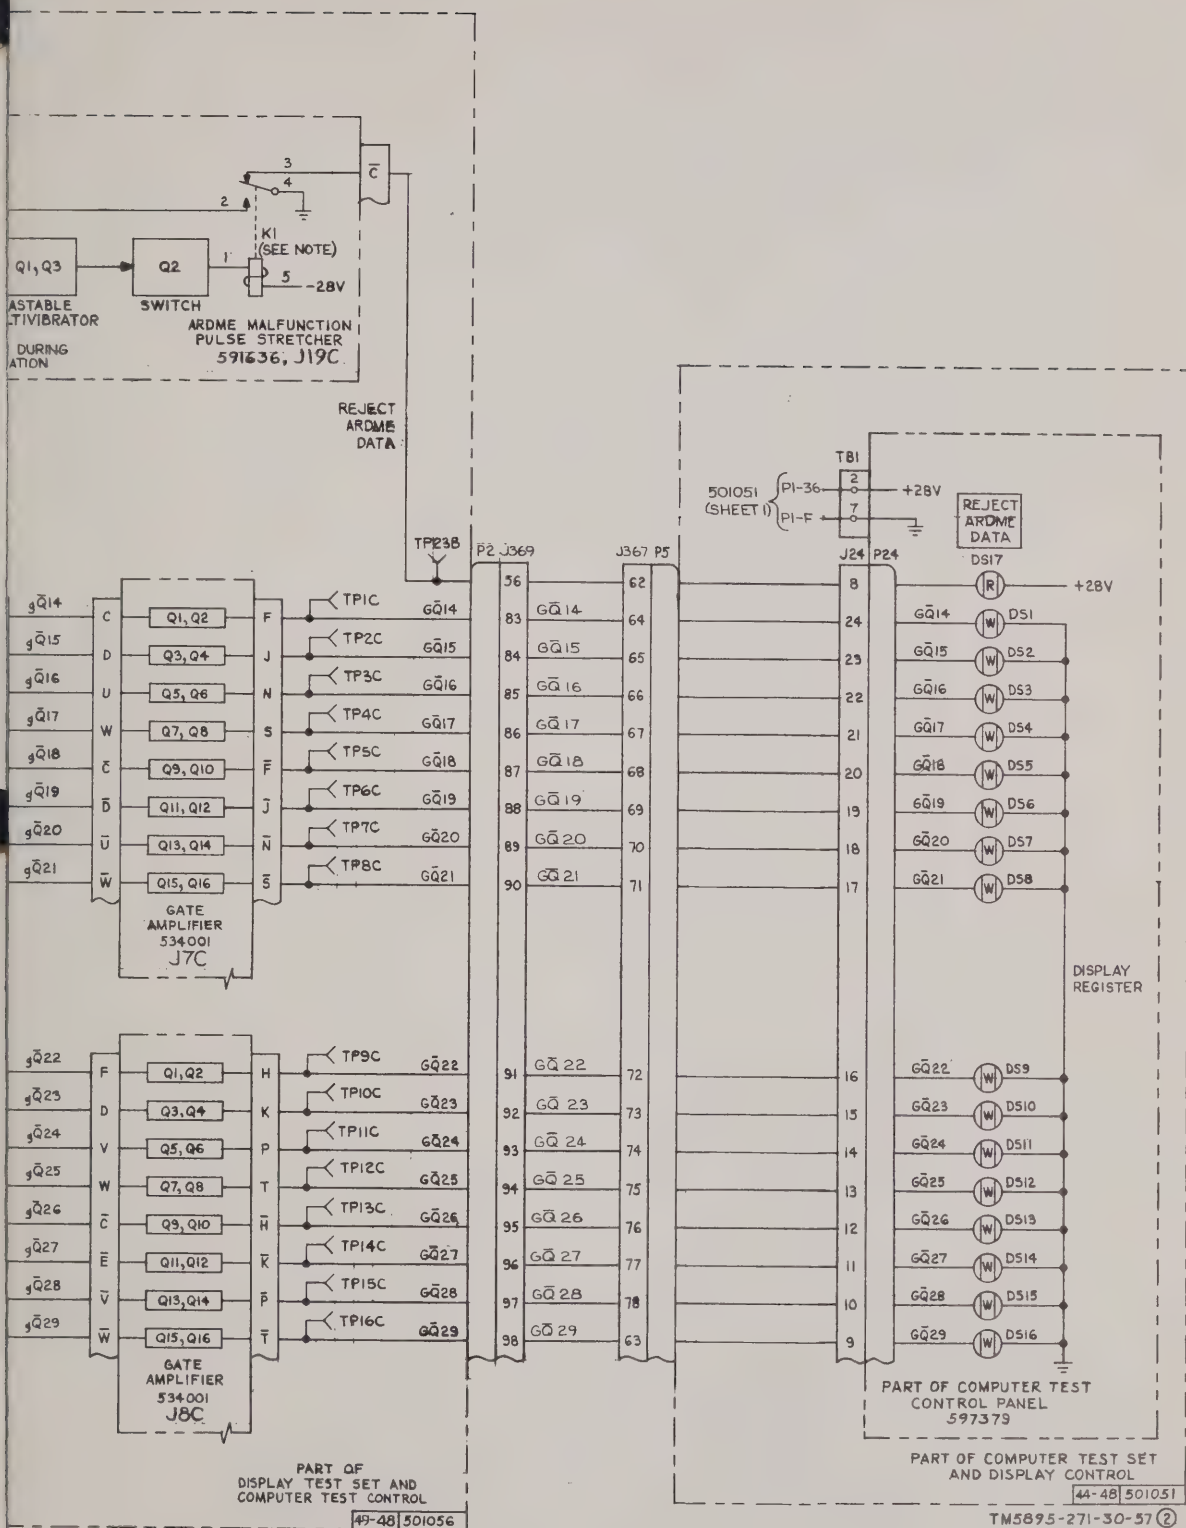 3
4
2
C̄
K1
(SEE NOTE)
Q1, Q3
Q2
1
5
-28V
ASTABLE
TIVIBRATOR
SWITCH
ARDME MALFUNCTION
PULSE STRETCHER
591636, J19C
DURING
ATION
REJECT
ARDME
DATA
TB1
501051
(SHEET 1)
P1-36
2
+28V
P1-F
7
REJECT
ARDME
DATA
TP23B
P2 J369
J367 P5
J24 P24
DS17
56 62 8 R +28V
gQ̄14 C Q1, Q2 F TP1C GQ̄14 83 GQ̄14 64 24 GQ̄14 W DS1
gQ̄15 D Q3, Q4 J TP2C GQ̄15 84 GQ̄15 65 23 GQ̄15 W DS2
gQ̄16 U Q5, Q6 N TP3C GQ̄16 85 GQ̄16 66 22 GQ̄16 W DS3
gQ̄17 W Q7, Q8 S TP4C GQ̄17 86 GQ̄17 67 21 GQ̄17 W DS4
gQ̄18 C̄ Q9, Q10 F̄ TP5C GQ̄18 87 GQ̄18 68 20 GQ̄18 W DS5
gQ̄19 D̄ Q11, Q12 J̄ TP6C GQ̄19 88 GQ̄19 69 19 GQ̄19 W DS6
gQ̄20 Ū Q13, Q14 N̄ TP7C GQ̄20 89 GQ̄20 70 18 GQ̄20 W DS7
gQ̄21 W̄ Q15, Q16 S̄ TP8C GQ̄21 90 GQ̄21 71 17 GQ̄21 W DS8
GATE
AMPLIFIER
534001
J7C
DISPLAY
REGISTER
gQ̄22 F Q1, Q2 H TP9C GQ̄22 91 GQ̄22 72 16 GQ̄22 W DS9
gQ̄23 D Q3, Q4 K TP10C GQ̄23 92 GQ̄23 73 15 GQ̄23 W DS10
gQ̄24 V Q5, Q6 P TP11C GQ̄24 93 GQ̄24 74 14 GQ̄24 W DS11
gQ̄25 W Q7, Q8 T TP12C GQ̄25 94 GQ̄25 75 13 GQ̄25 W DS12
gQ̄26 C̄ Q9, Q10 H̄ TP13C GQ̄26 95 GQ̄26 76 12 GQ̄26 W DS13
gQ̄27 Ē Q11, Q12 K̄ TP14C GQ̄27 96 GQ̄27 77 11 GQ̄27 W DS14
gQ̄28 V̄ Q13, Q14 P̄ TP15C GQ̄28 97 GQ̄28 78 10 GQ̄28 W DS15
gQ̄29 W̄ Q15, Q16 T̄ TP16C GQ̄29 98 GQ̄29 63 9 GQ̄29 W DS16
GATE
AMPLIFIER
534001
J8C
PART OF COMPUTER TEST
CONTROL PANEL
597379
PART OF
DISPLAY TEST SET AND
COMPUTER TEST CONTROL
49-48 501056
PART OF COMPUTER TEST SET
AND DISPLAY CONTROL
44-48 501051
TM5895-271-30-57 ②